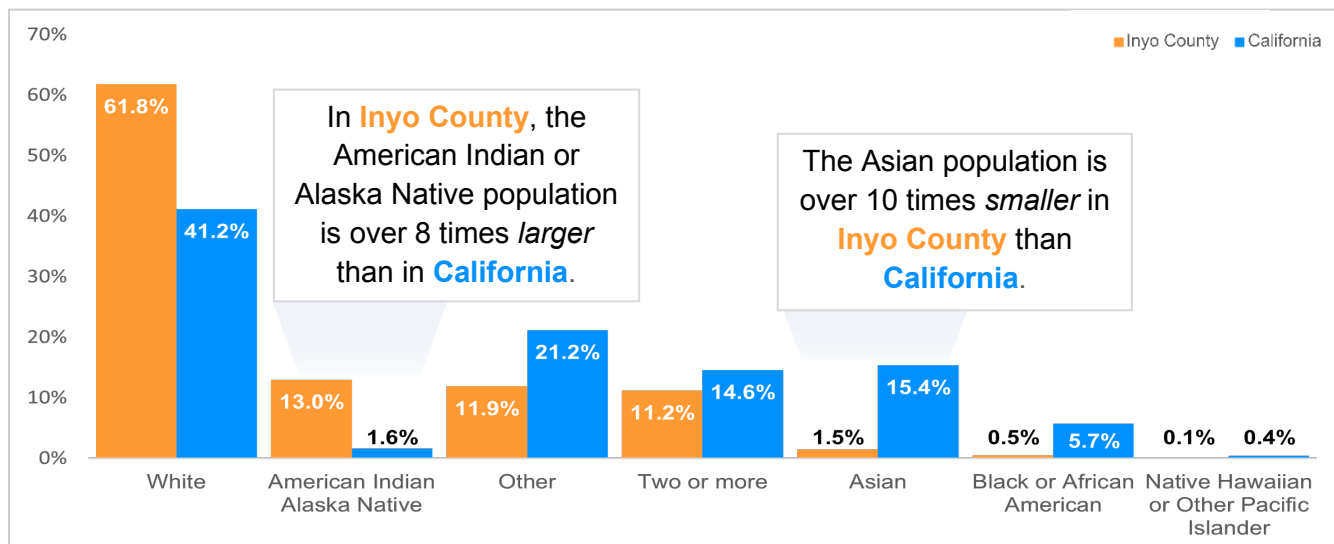 70%
Inyo County California
60%
61.8%
In Inyo County, the
American Indian or
Alaska Native population
is over 8 times larger
than in California.
The Asian population is
over 10 times smaller in
Inyo County than
California.
50%
40%
41.2%
30%
20%
21.2%
15.4%
14.6%
10%
13.0%
11.9%
11.2%
1.6%
1.5%
0.5%
5.7%
0.1%
0.4%
0%
White
American Indian
Alaska Native
Other
Two or more
Asian
Black or African
American
Native Hawaiian
or Other Pacific
Islander